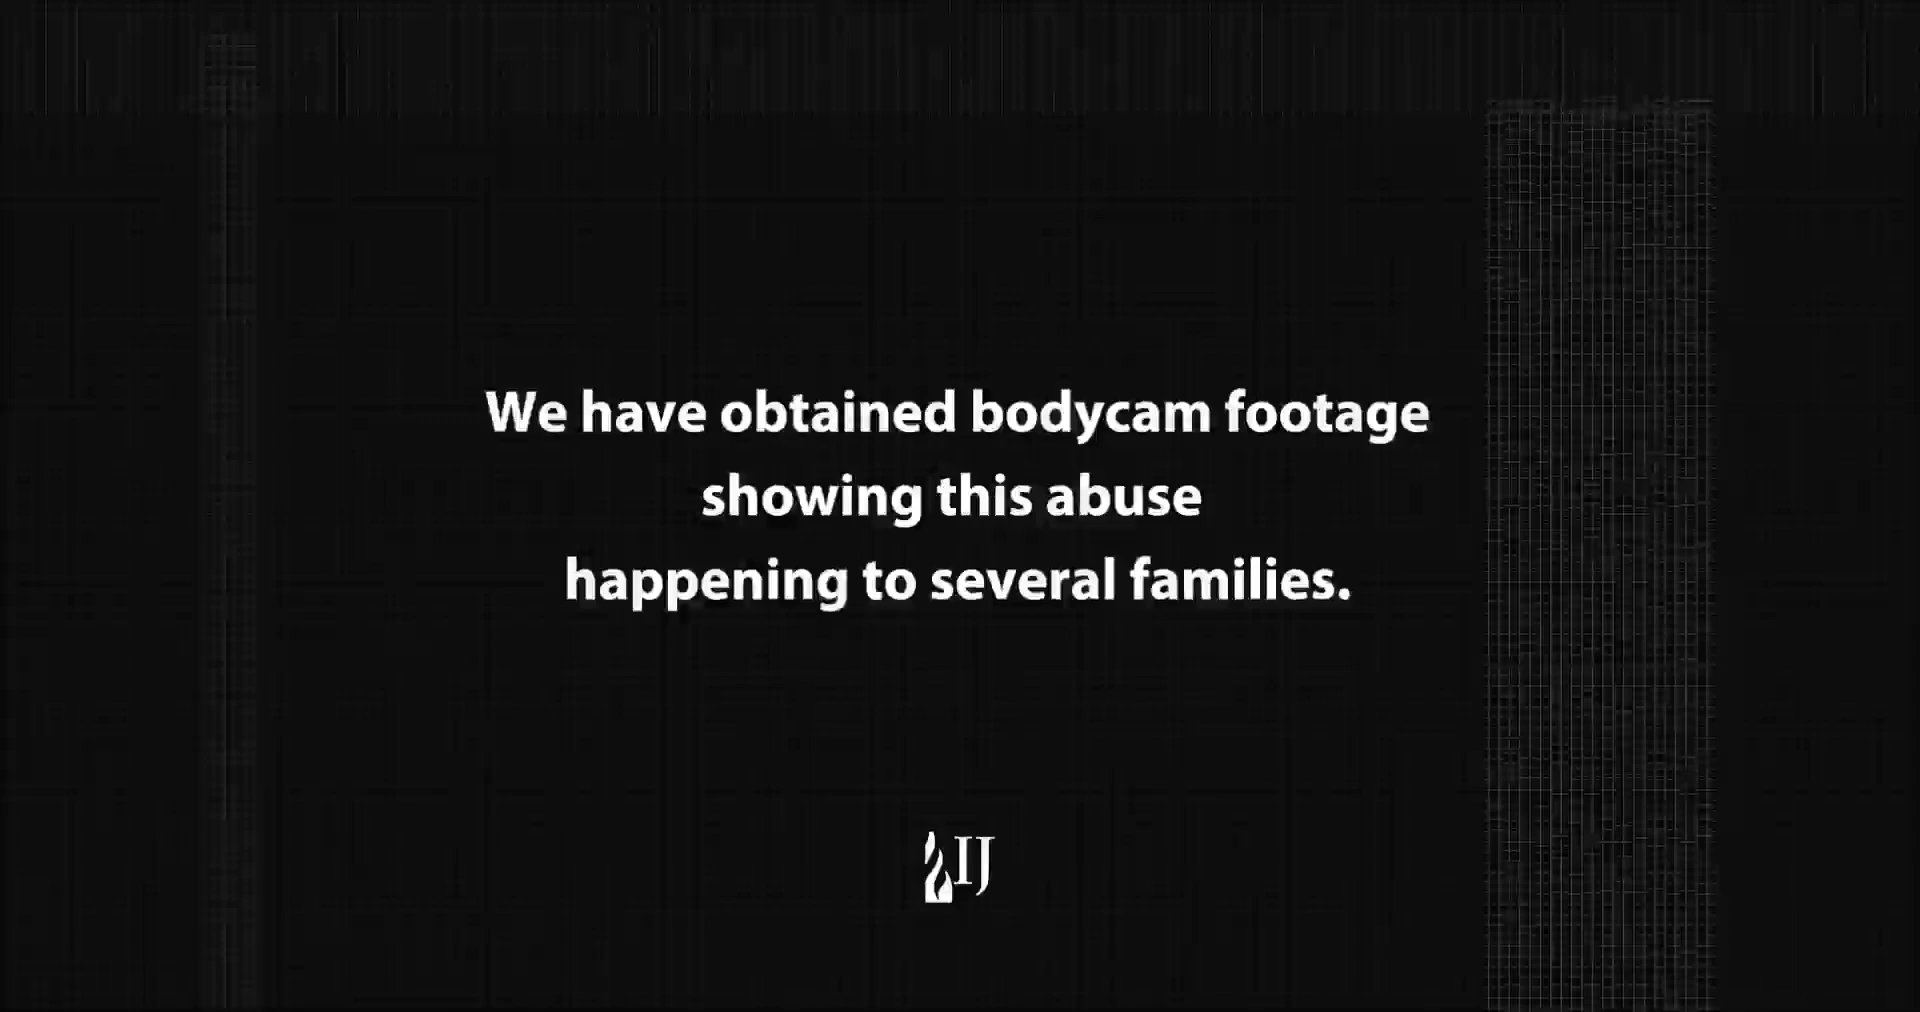 We have obtained bodycam footage
showing this abuse
happening to several families.
IJ